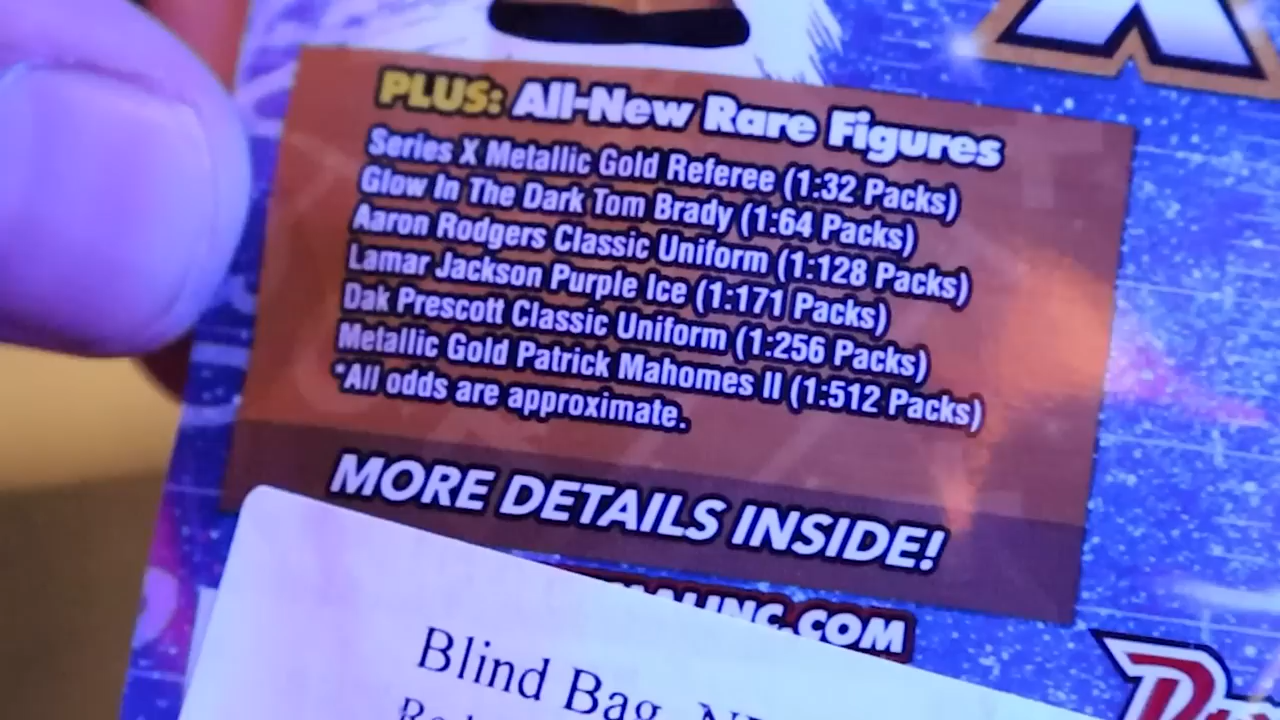 X
PLUS: All-New Rare Figures
Series X Metallic Gold Referee (1:32 Packs)
Glow In The Dark Tom Brady (1:64 Packs)
Aaron Rodgers Classic Uniform (1:128 Packs)
Lamar Jackson Purple Ice (1:171 Packs)
Dak Prescott Classic Uniform (1:256 Packs)
Metallic Gold Patrick Mahomes II (1:512 Packs)
*All odds are approximate.
MORE DETAILS INSIDE!
Blind Bag